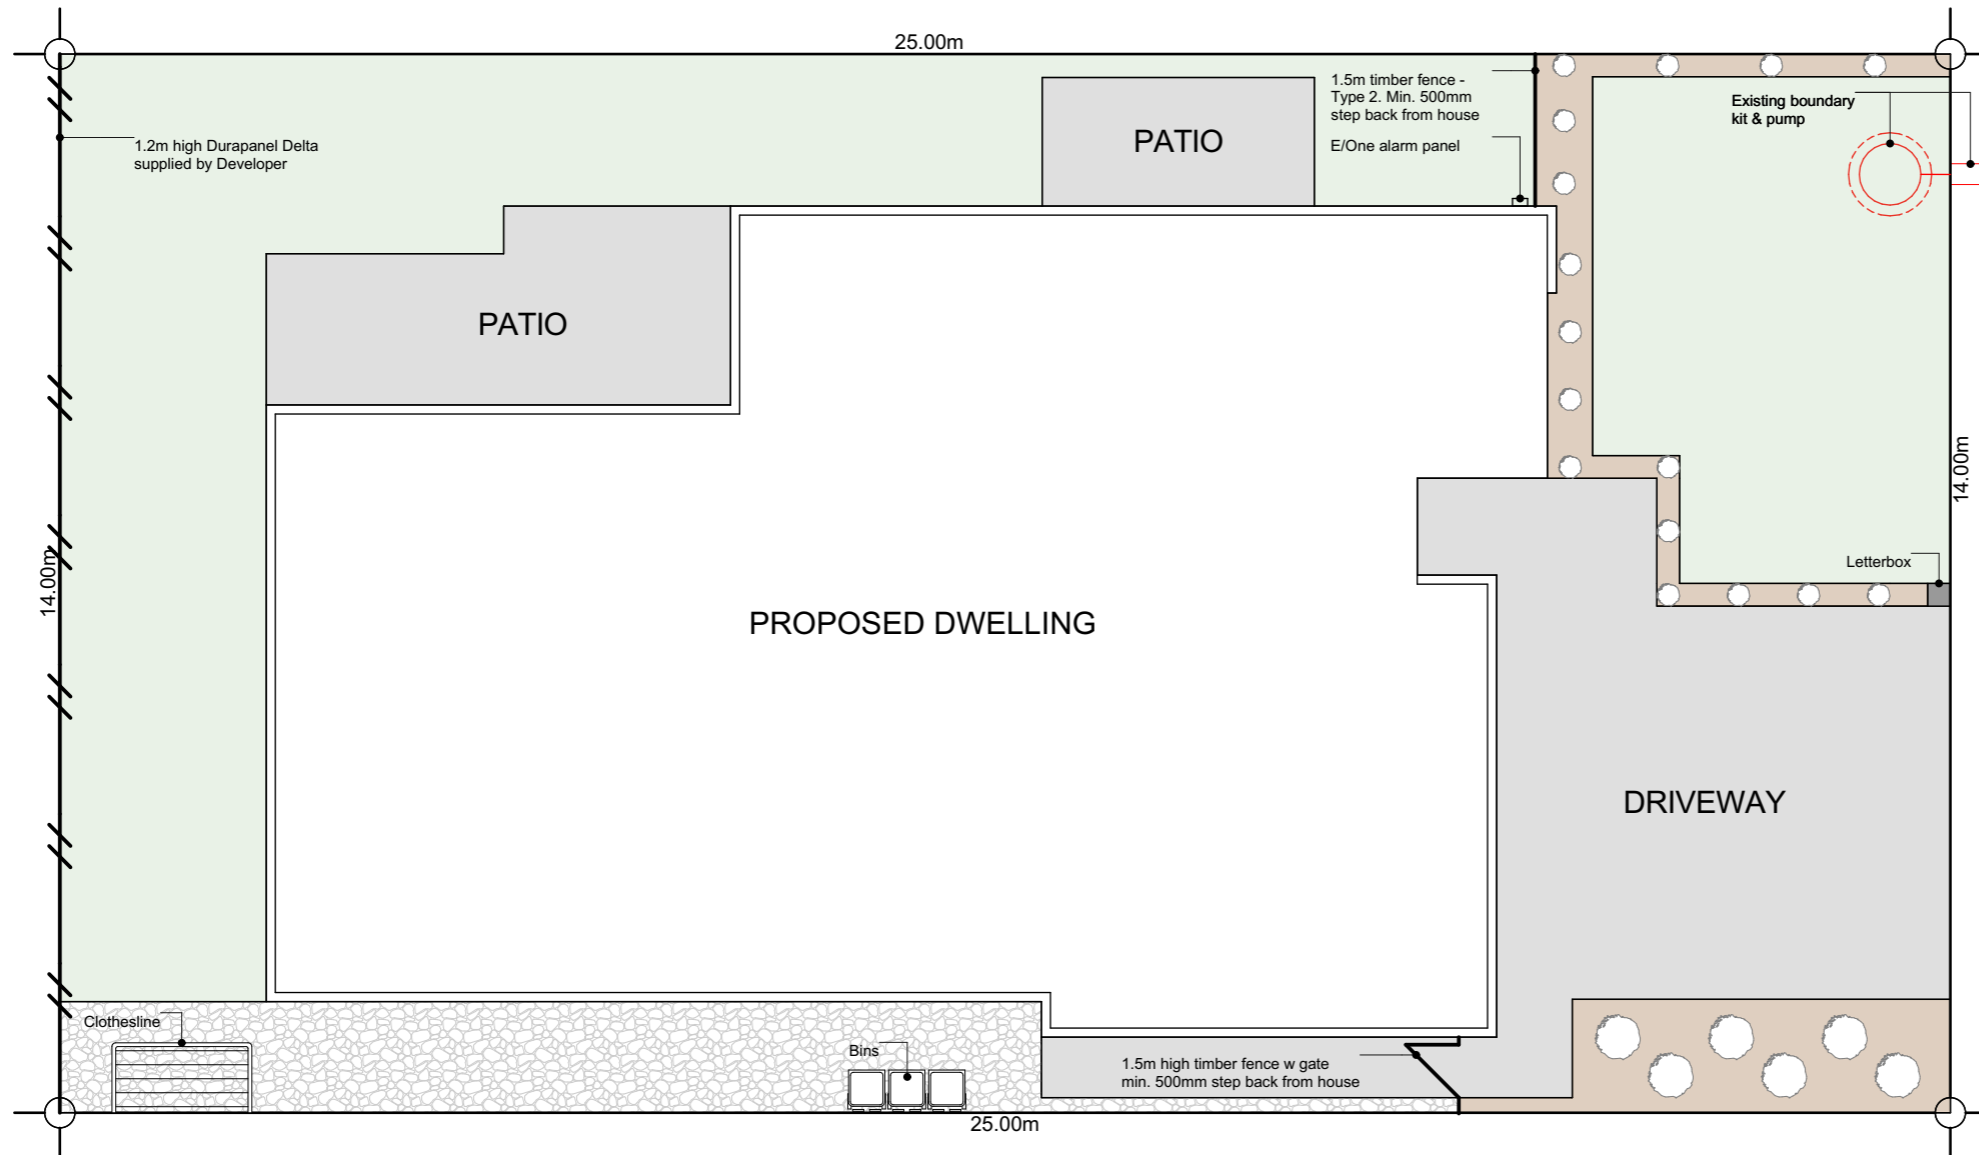 25.00m
1.5m timber fence -
Type 2. Min. 500mm
step back from house
E/One alarm panel
PATIO
Existing boundary
kit & pump
1.2m high Durapanel Delta
supplied by Developer
PATIO
14.00m
14.00m
Letterbox
PROPOSED DWELLING
DRIVEWAY
Clothesline
Bins
1.5m high timber fence w gate
min. 500mm step back from house
25.00m